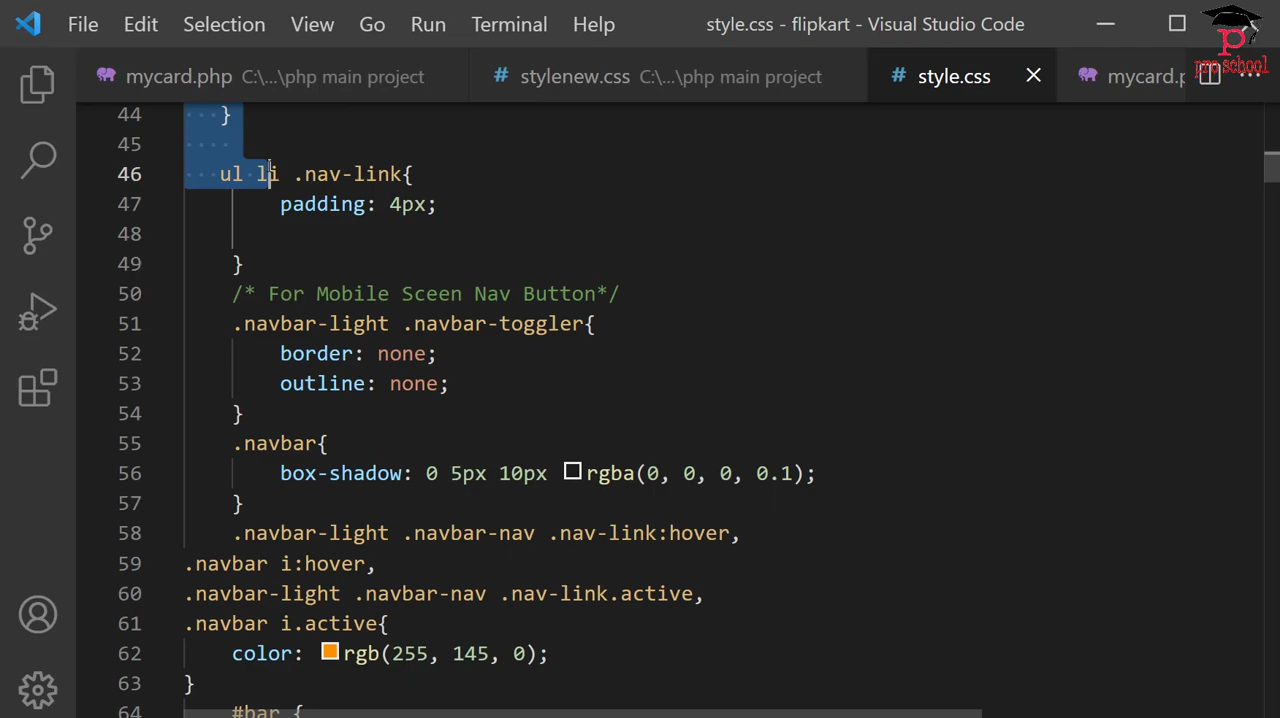 File Edit Selection View Go Run Terminal Help style.css - flipkart - Visual Studio Code
p
pro school
mycard.php C:\...\php main project # stylenew.css C:\...\php main project # style.css mycard.p
44 }
45
46 ul li .nav-link{
47 padding: 4px;
48
49 }
50 /* For Mobile Sceen Nav Button*/
51 .navbar-light .navbar-toggler{
52 border: none;
53 outline: none;
54 }
55 .navbar{
56 box-shadow: 0 5px 10px rgba(0, 0, 0, 0.1);
57 }
58 .navbar-light .navbar-nav .nav-link:hover,
59 .navbar i:hover,
60 .navbar-light .navbar-nav .nav-link.active,
61 .navbar i.active{
62 color: rgb(255, 145, 0);
63 }
64 #bar {